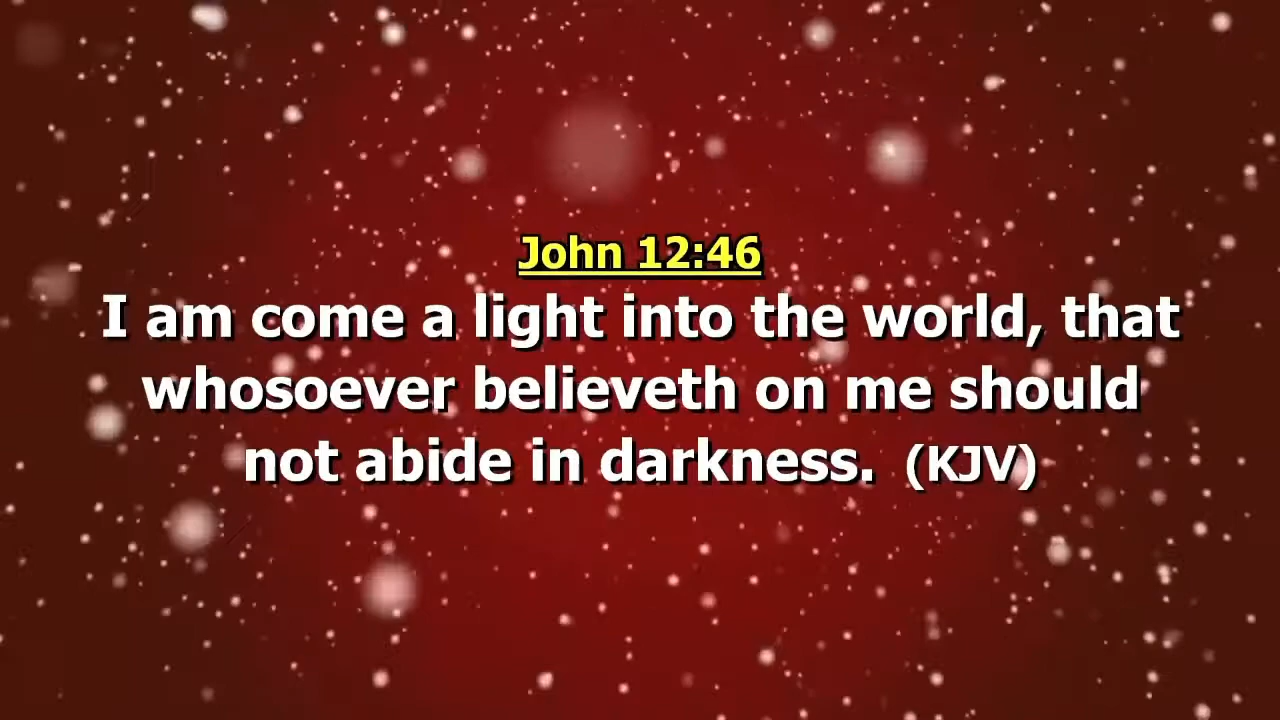 John 12:46
I am come a light into the world, that
whosoever believeth on me should
not abide in darkness. (KJV)